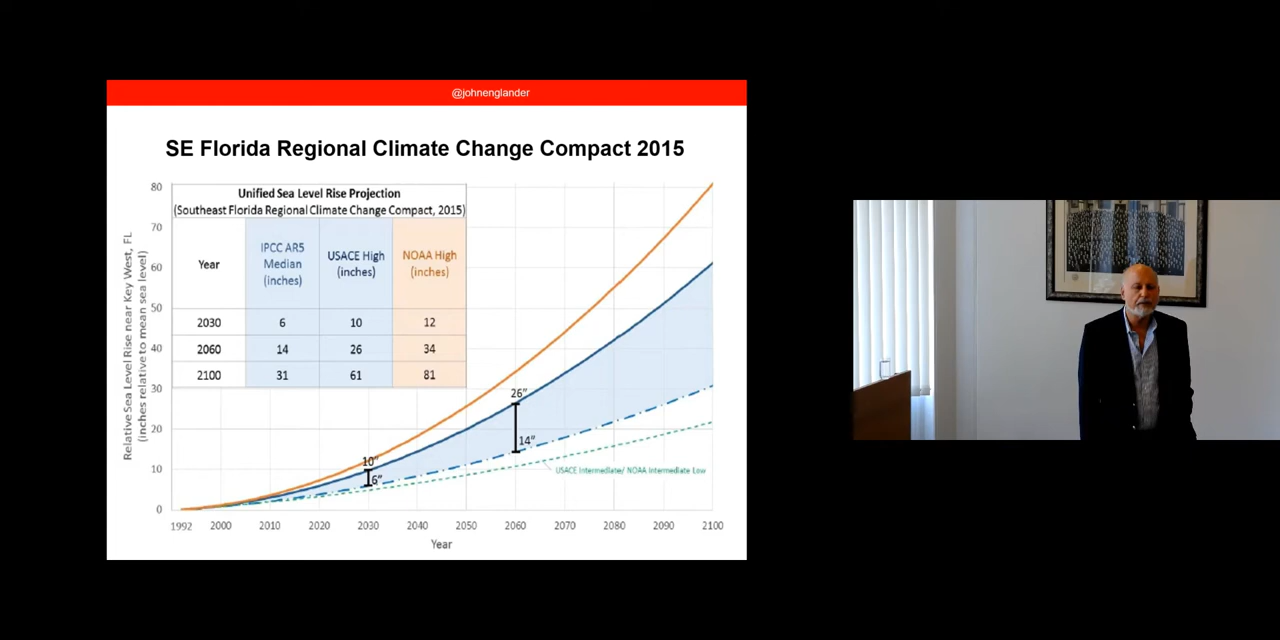 @johnenglander
SE Florida Regional Climate Change Compact 2015
Unified Sea Level Rise Projection
(Southeast Florida Regional Climate Change Compact, 2015)
Year
IPCC AR5
Median
(inches)
USACE High
(inches)
NOAA High
(inches)
2030 6 10 12
2060 14 26 34
2100 31 61 81
Relative Sea Level Rise near Key West, FL
(inches relative to mean sea level)
80
70
60
50
40
30
20
10
0
26"
14"
10"
6"
USACE Intermediate/ NOAA Intermediate Low
1992 2000 2010 2020 2030 2040 2050 2060 2070 2080 2090 2100
Year